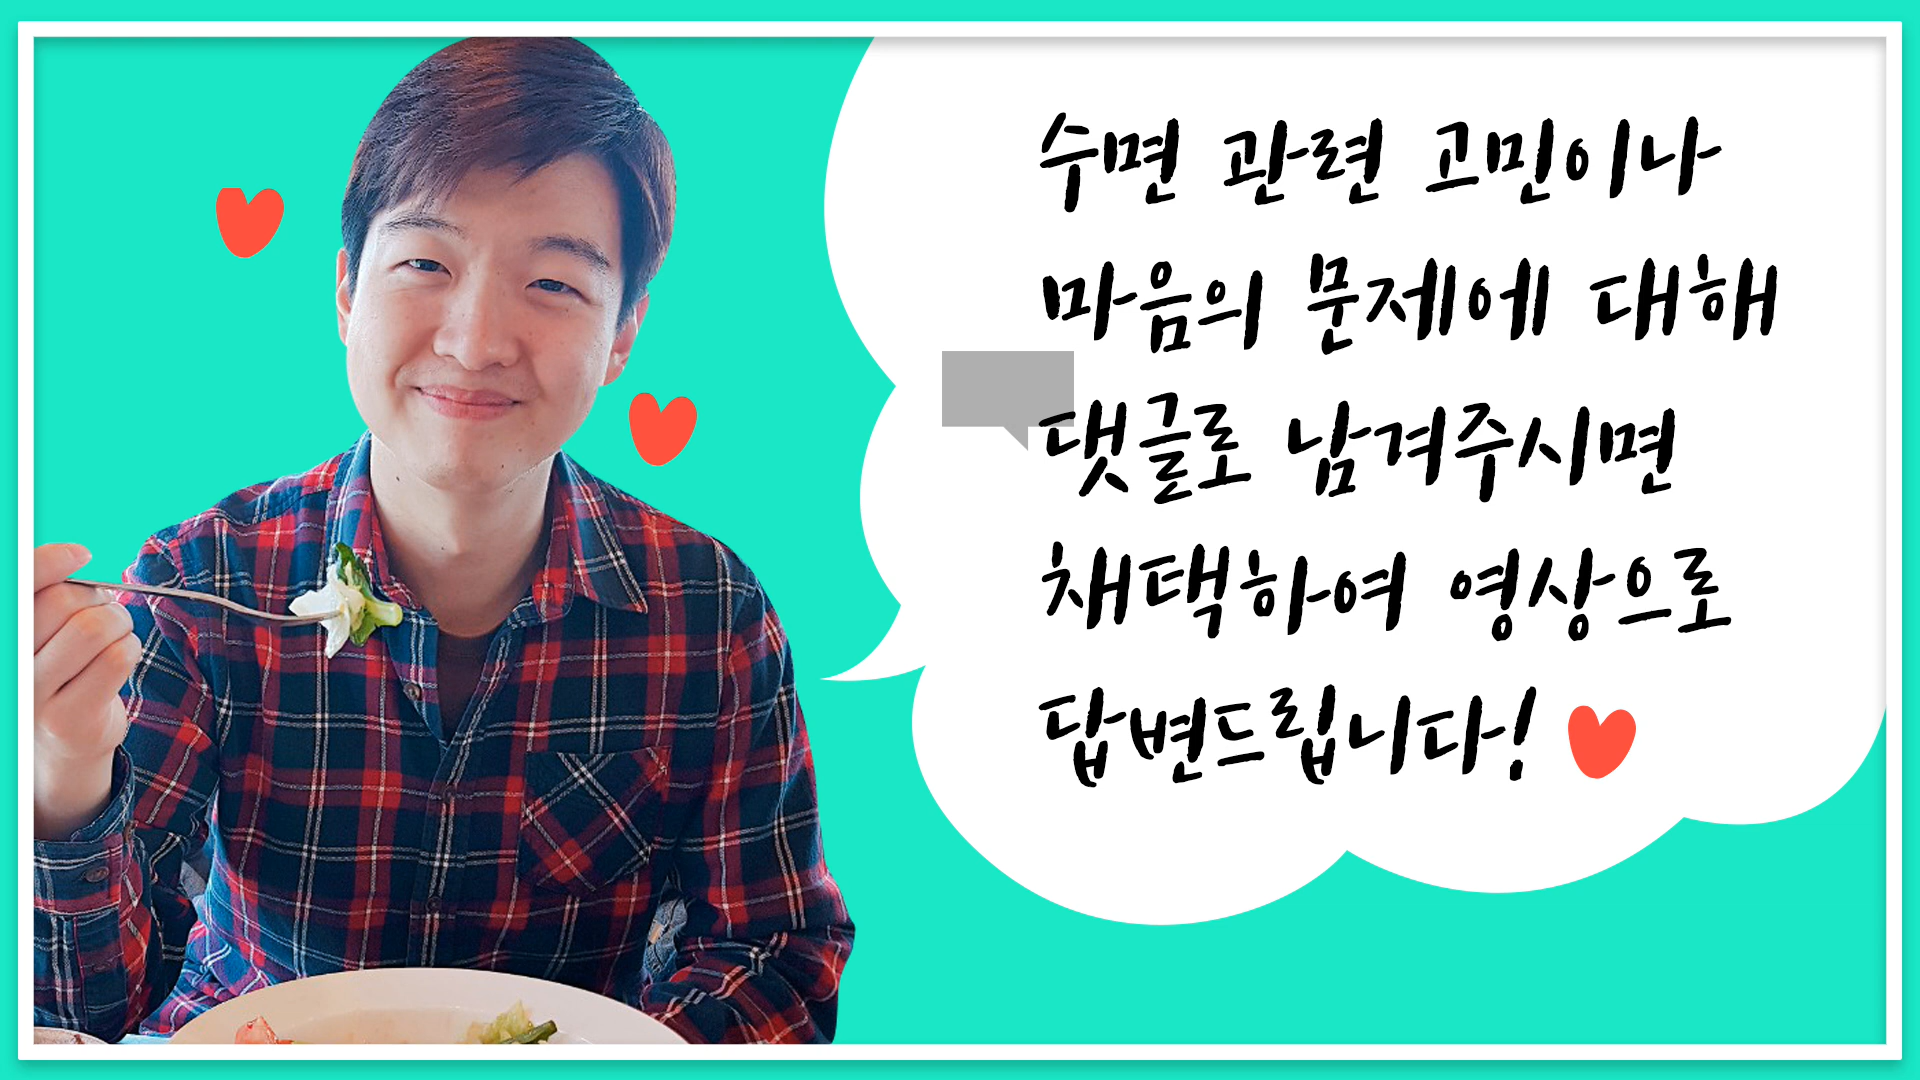 수면 관련 고민이나
마음의 문제에 대해
댓글로 남겨주시면
채택하여 영상으로
답변드립니다!